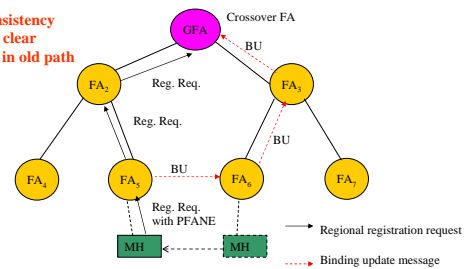 sistency
clear
in old path
Crossover FA
GFA
BU
FA2
Reg. Req.
FA3
Reg. Req.
BU
BU
FA4
FA5
FA6
FA7
Reg. Req.
with PFANE
MH
MH
Regional registration request
Binding update message